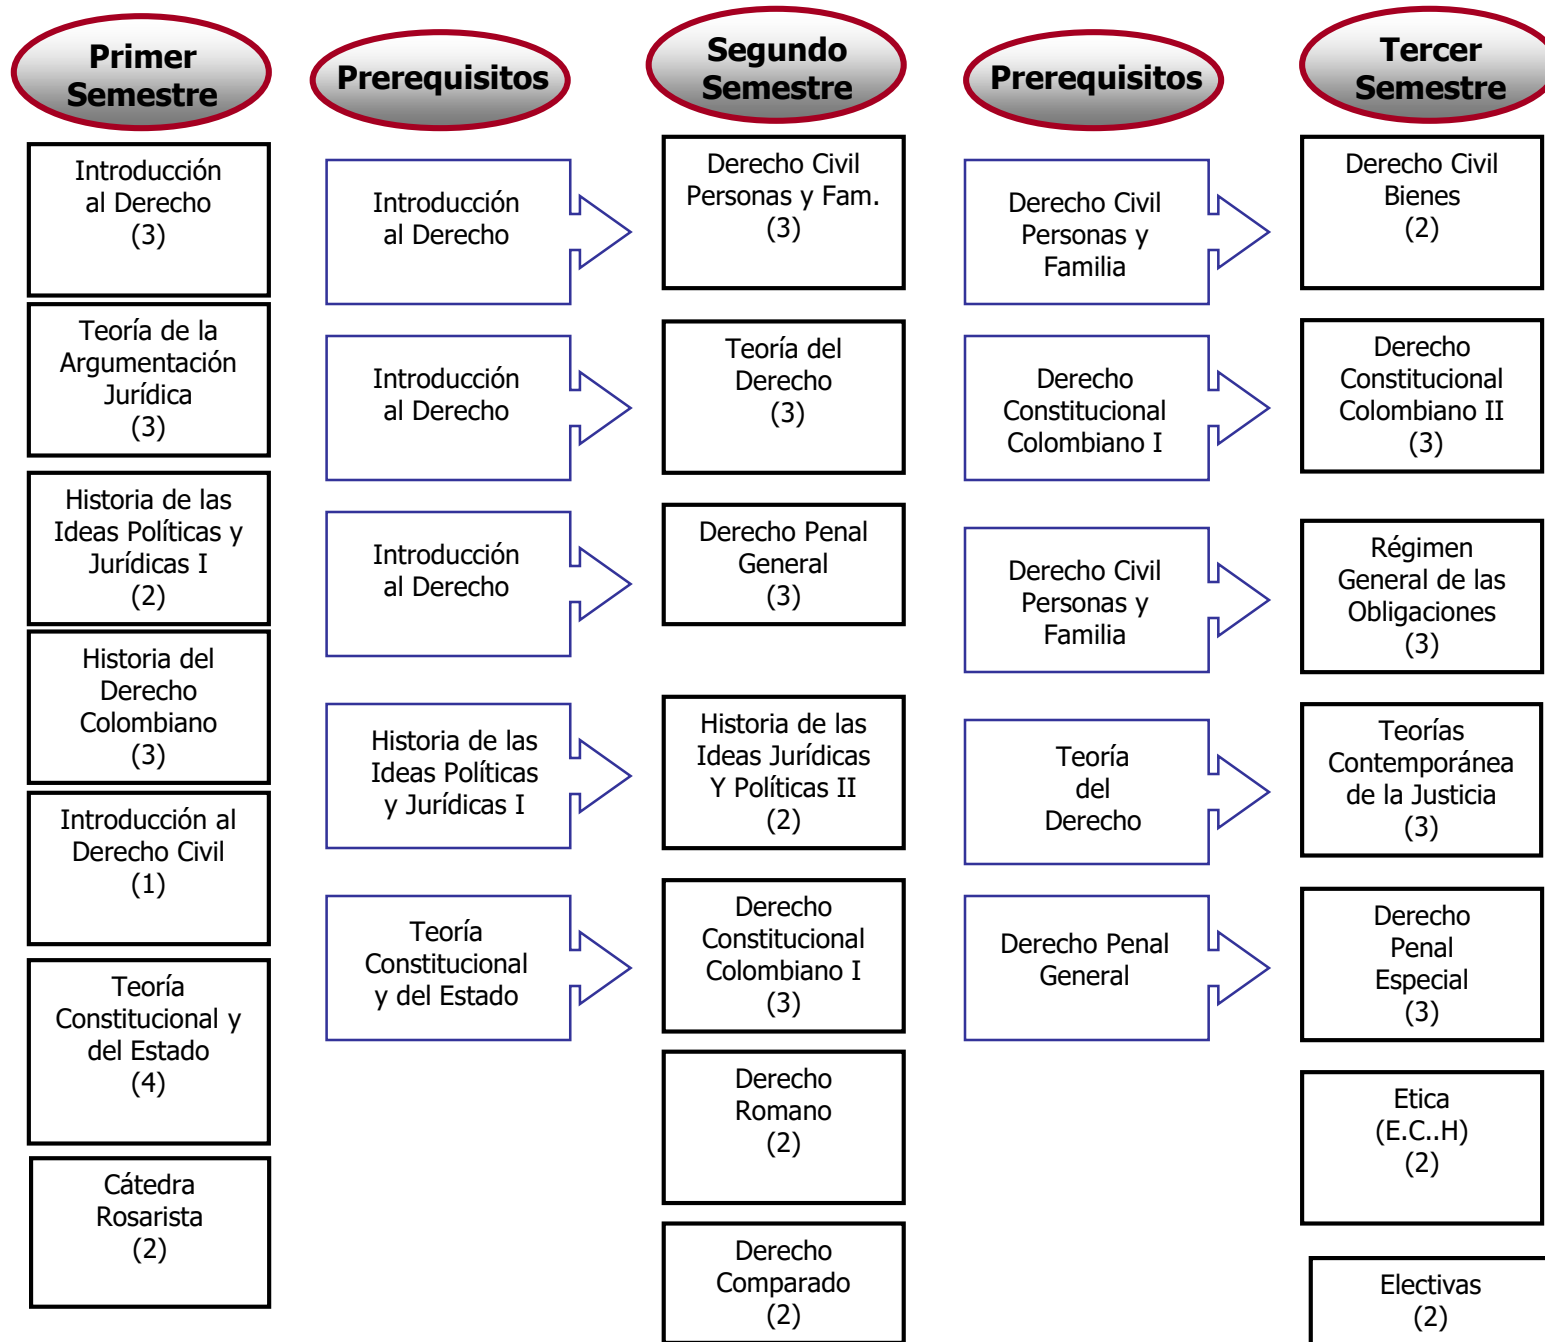 Primer
Semestre
Prerequisitos
Segundo
Semestre
Prerequisitos
Tercer
Semestre
Introducción
al Derecho
(3)
Teoría de la
Argumentación
Jurídica
(3)
Historia de las
Ideas Políticas y
Jurídicas I
(2)
Historia del
Derecho
Colombiano
(3)
Introducción al
Derecho Civil
(1)
Teoría
Constitucional y
del Estado
(4)
Cátedra
Rosarista
(2)
Introducción
al Derecho
Introducción
al Derecho
Introducción
al Derecho
Historia de las
Ideas Políticas
y Jurídicas I
Teoría
Constitucional
y del Estado
Derecho Civil
Personas y Fam.
(3)
Teoría del
Derecho
(3)
Derecho Penal
General
(3)
Historia de las
Ideas Jurídicas
Y Políticas II
(2)
Derecho
Constitucional
Colombiano I
(3)
Derecho
Romano
(2)
Derecho
Comparado
(2)
Derecho Civil
Personas y
Familia
Derecho
Constitucional
Colombiano I
Derecho Civil
Personas y
Familia
Teoría
del
Derecho
Derecho Penal
General
Derecho Civil
Bienes
(2)
Derecho
Constitucional
Colombiano II
(3)
Régimen
General de las
Obligaciones
(3)
Teorías
Contemporánea
de la Justicia
(3)
Derecho
Penal
Especial
(3)
Etica
(E.C..H)
(2)
Electivas
(2)